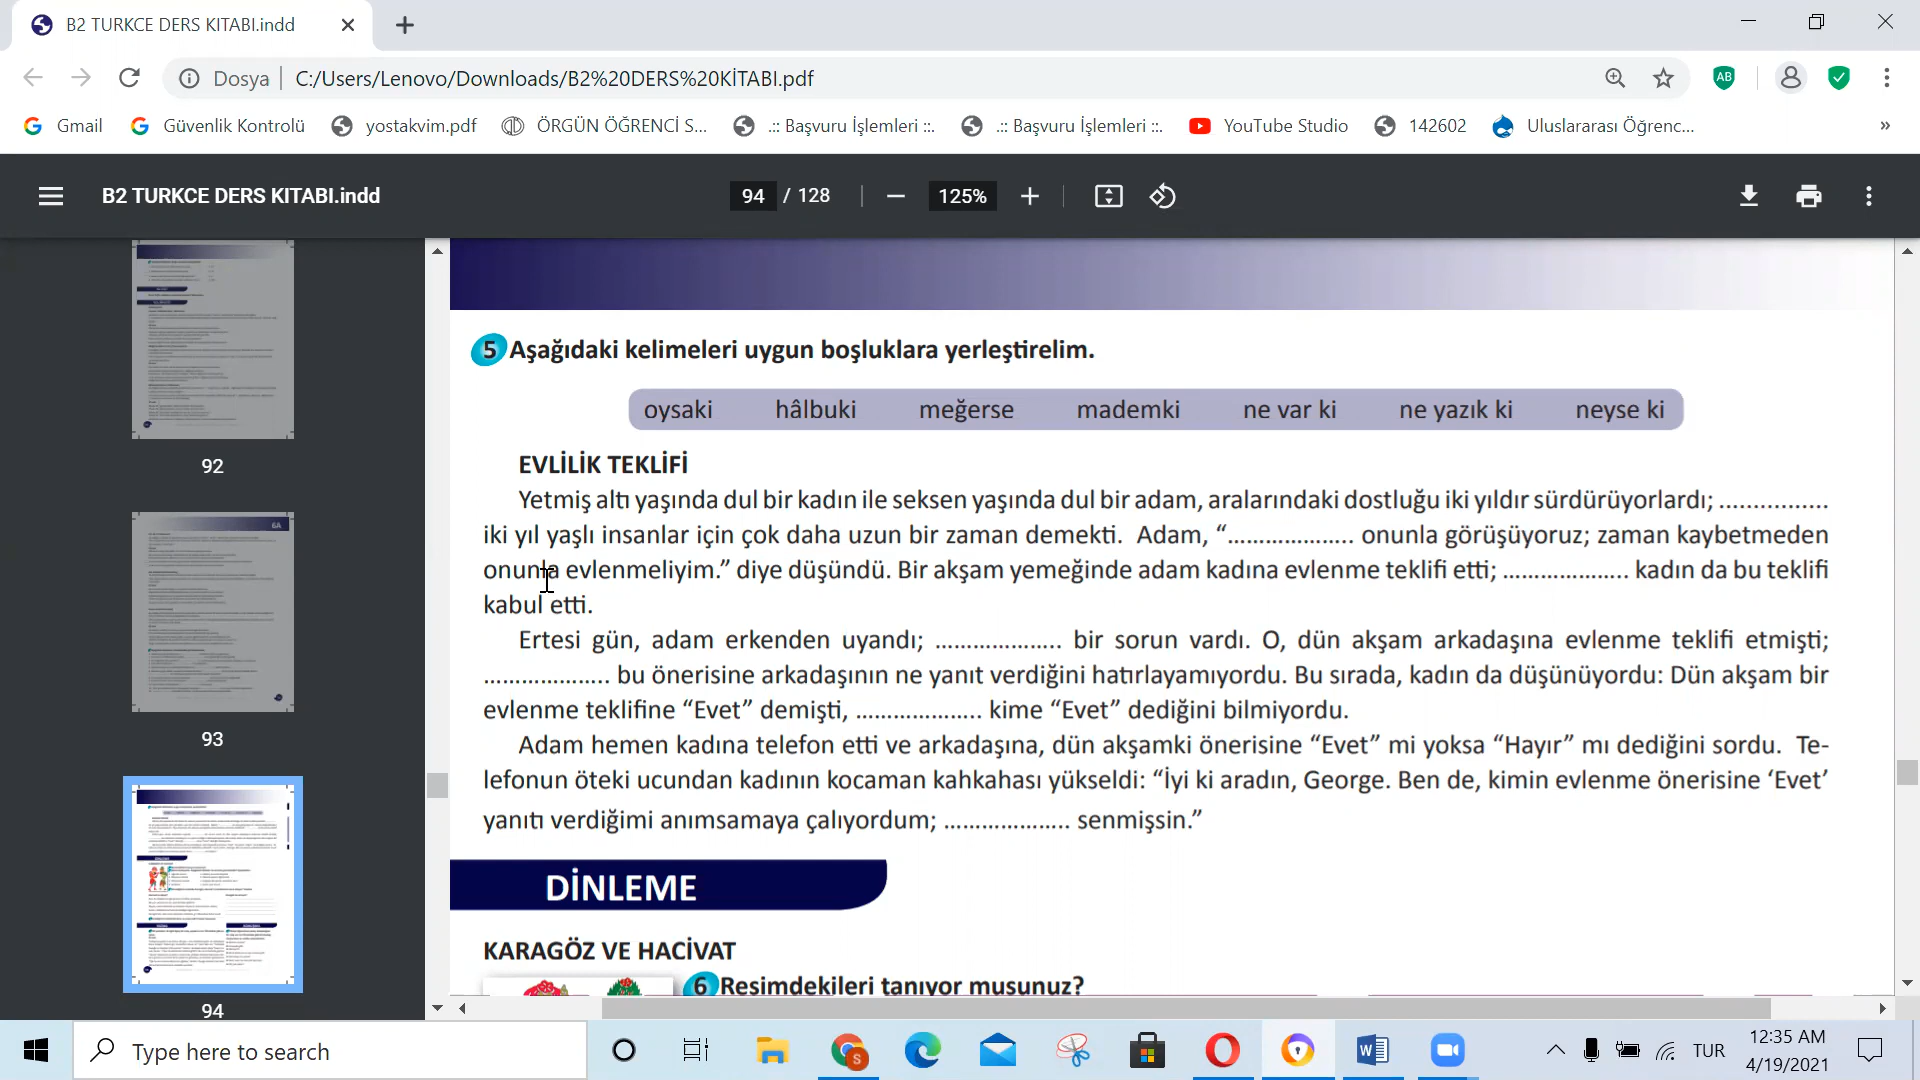 B2 TURKCE DERS KITABI.indd
Dosya C:/Users/Lenovo/Downloads/B2%20DERS%20KİTABI.pdf AB
Gmail Güvenlik Kontrolü yostakvim.pdf ÖRGÜN ÖĞRENCİ S... .:: Başvuru İşlemleri ::. .:: Başvuru İşlemleri ::. YouTube Studio 142602 Uluslararası Öğrenc... »
B2 TURKCE DERS KITABI.indd 94 / 128 125%
92
93
94
5 Aşağıdaki kelimeleri uygun boşluklara yerleştirelim.
oysaki hâlbuki meğerse mademki ne var ki ne yazık ki neyse ki
EVLİLİK TEKLİFİ
Yetmiş altı yaşında dul bir kadın ile seksen yaşında dul bir adam, aralarındaki dostluğu iki yıldır sürdürüyorlardı; ................
iki yıl yaşlı insanlar için çok daha uzun bir zaman demekti. Adam, “................... onunla görüşüyoruz; zaman kaybetmeden
onunla evlenmeliyim.” diye düşündü. Bir akşam yemeğinde adam kadına evlenme teklifi etti; ................... kadın da bu teklifi
kabul etti.
Ertesi gün, adam erkenden uyandı; ................... bir sorun vardı. O, dün akşam arkadaşına evlenme teklifi etmişti;
................... bu önerisine arkadaşının ne yanıt verdiğini hatırlayamıyordu. Bu sırada, kadın da düşünüyordu: Dün akşam bir
evlenme teklifine “Evet” demişti, ................... kime “Evet” dediğini bilmiyordu.
Adam hemen kadına telefon etti ve arkadaşına, dün akşamki önerisine “Evet” mi yoksa “Hayır” mı dediğini sordu. Te-
lefonun öteki ucundan kadının kocaman kahkahası yükseldi: “İyi ki aradın, George. Ben de, kimin evlenme önerisine ‘Evet’
yanıtı verdiğimi anımsamaya çalıyordum; ................... senmişsin.”
DİNLEME
KARAGÖZ VE HACİVAT
6 Resimdekileri tanıyor musunuz?
Type here to search
TUR
12:35 AM
4/19/2021